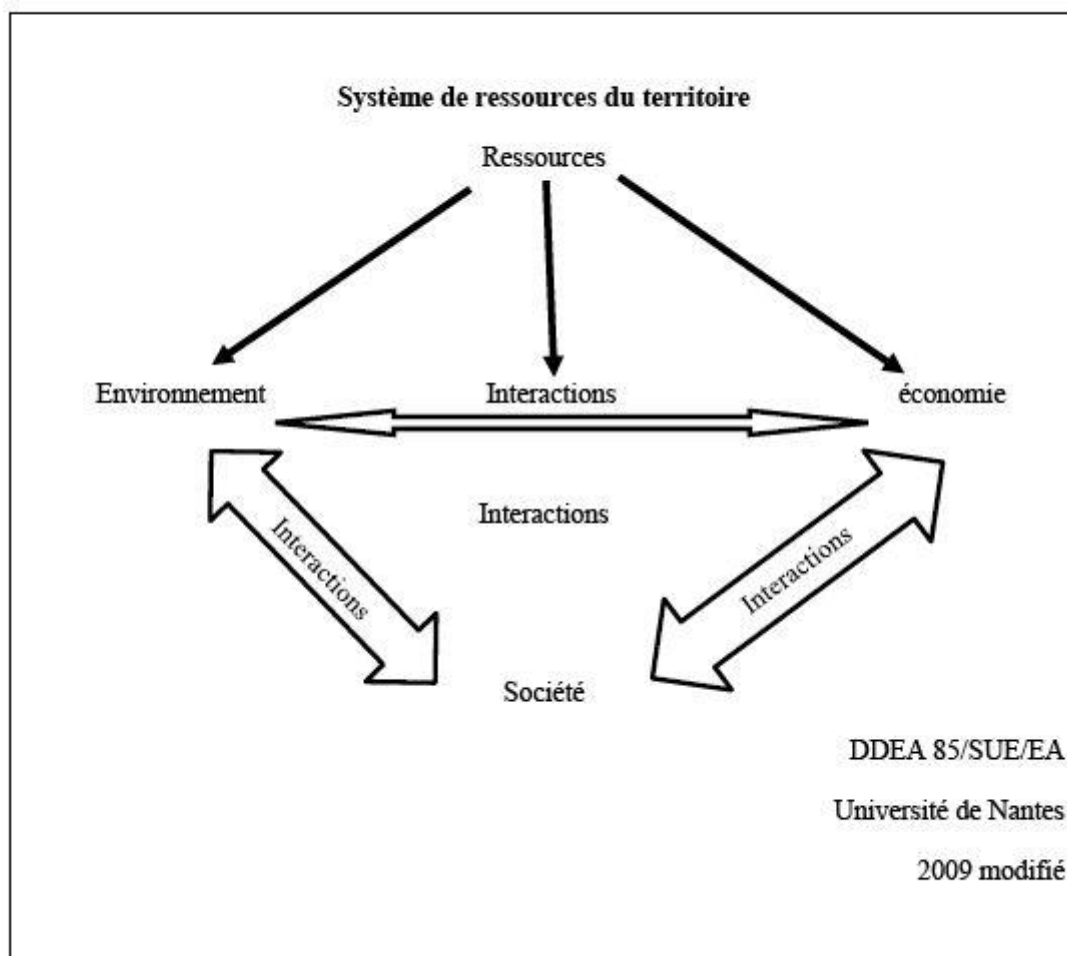 Système de ressources du territoire
Ressources
Environnement
Interactions
économie
Interactions
Interactions
Interactions
Société
DDEA 85/SUE/EA
Université de Nantes
2009 modifié